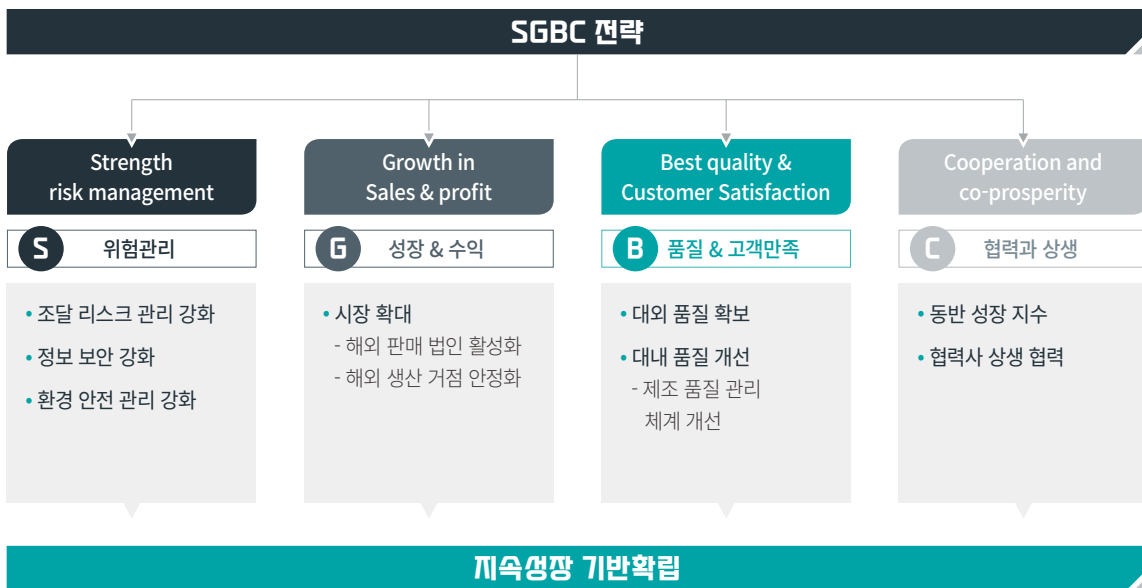 SGBC 전략
Strength
risk management
S
위험관리
• 조달 리스크 관리 강화
• 정보 보안 강화
• 환경 안전 관리 강화
Growth in
Sales & profit
G
성장 & 수익
• 시장 확대
- 해외 판매 법인 활성화
- 해외 생산 거점 안정화
Best quality &
Customer Satisfaction
B
품질 & 고객만족
• 대외 품질 확보
• 대내 품질 개선
- 제조 품질 관리
체계 개선
Cooperation and
co-prosperity
C
협력과 상생
• 동반 성장 지수
• 협력사 상생 협력
지속성장 기반확립